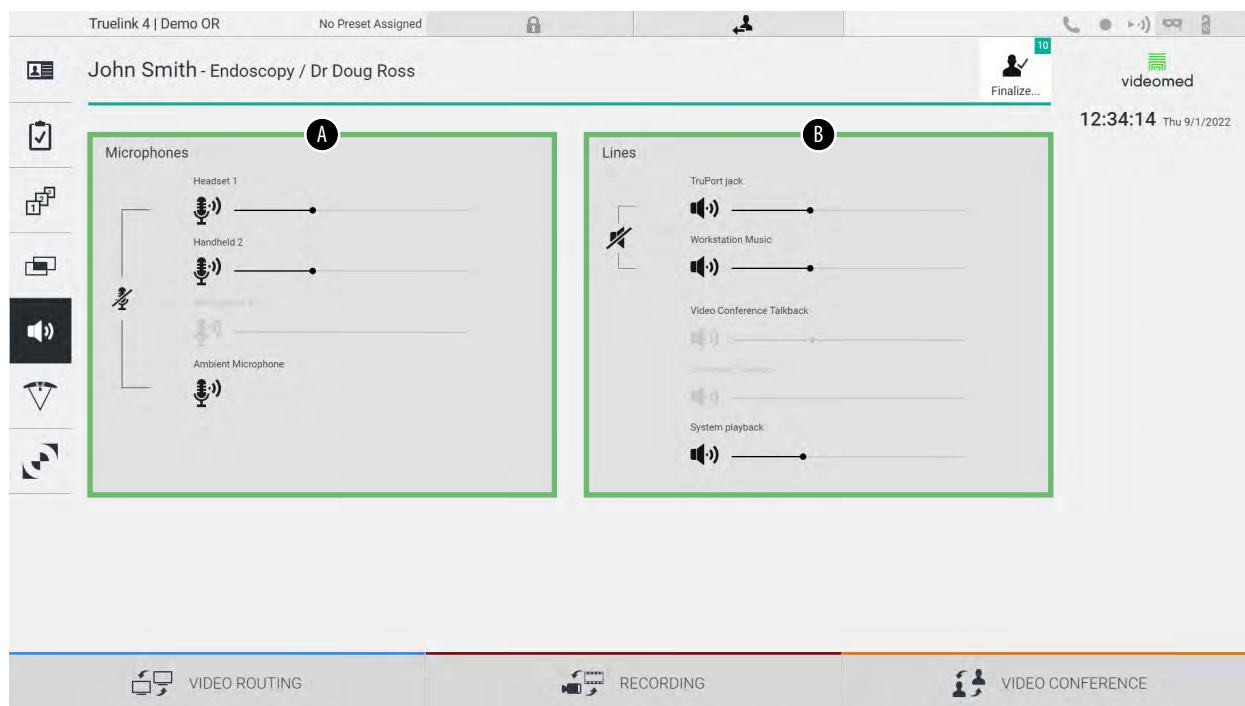 Truelink 4 | Demo OR
No Preset Assigned
John Smith - Endoscopy / Dr Doug Ross
10
Finalize...
videomed
12:34:14 Thu 9/1/2022
A
Microphones
Headset 1
Handheld 2
Ambient Microphone
B
Lines
TruPort jack
Workstation Music
Video Conference Talkback
System playback
VIDEO ROUTING
RECORDING
VIDEO CONFERENCE